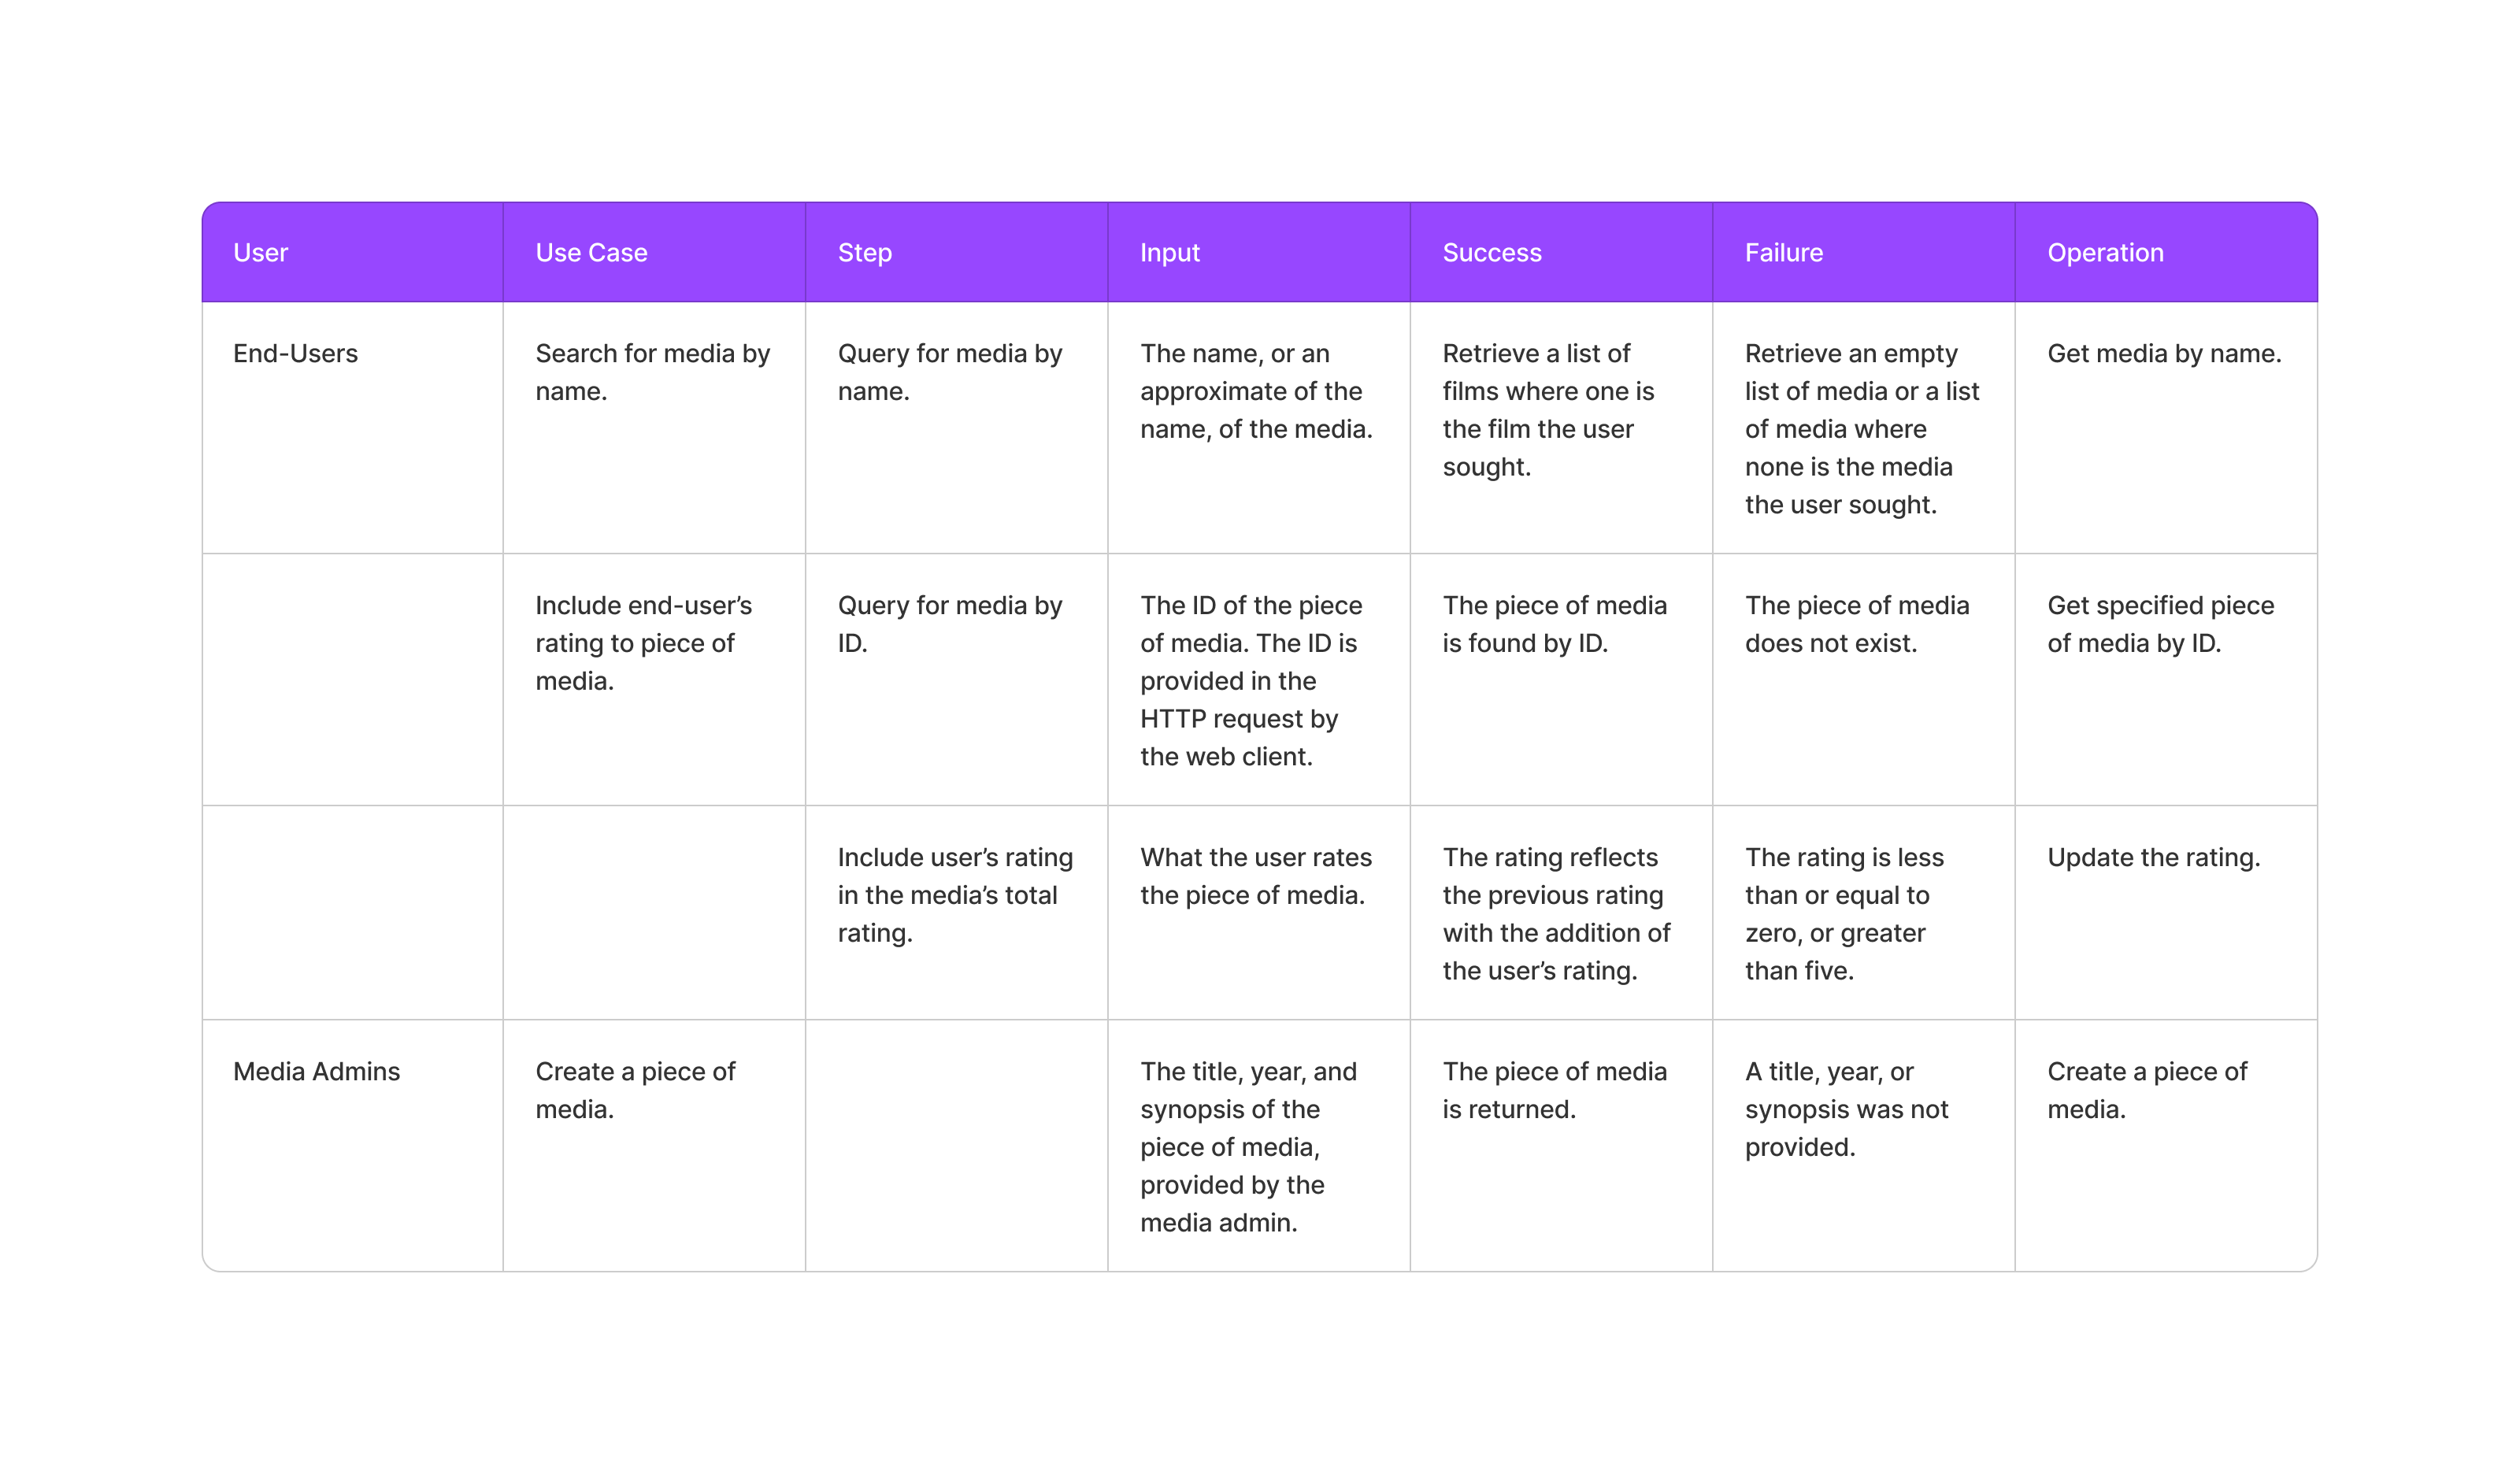 User
Use Case
Step
Input
Success
Failure
Operation
End-Users
Search for media by
name.
Query for media by
name.
The name, or an
approximate of the
name, of the media.
Retrieve a list of
films where one is
the film the user
sought.
Retrieve an empty
list of media or a list
of media where
none is the media
the user sought.
Get media by name.
Include end-user’s
rating to piece of
media.
Query for media by
ID.
The ID of the piece
of media. The ID is
provided in the
HTTP request by
the web client.
The piece of media
is found by ID.
The piece of media
does not exist.
Get specified piece
of media by ID.
Include user’s rating
in the media’s total
rating.
What the user rates
the piece of media.
The rating reflects
the previous rating
with the addition of
the user’s rating.
The rating is less
than or equal to
zero, or greater
than five.
Update the rating.
Media Admins
Create a piece of
media.
The title, year, and
synopsis of the
piece of media,
provided by the
media admin.
The piece of media
is returned.
A title, year, or
synopsis was not
provided.
Create a piece of
media.